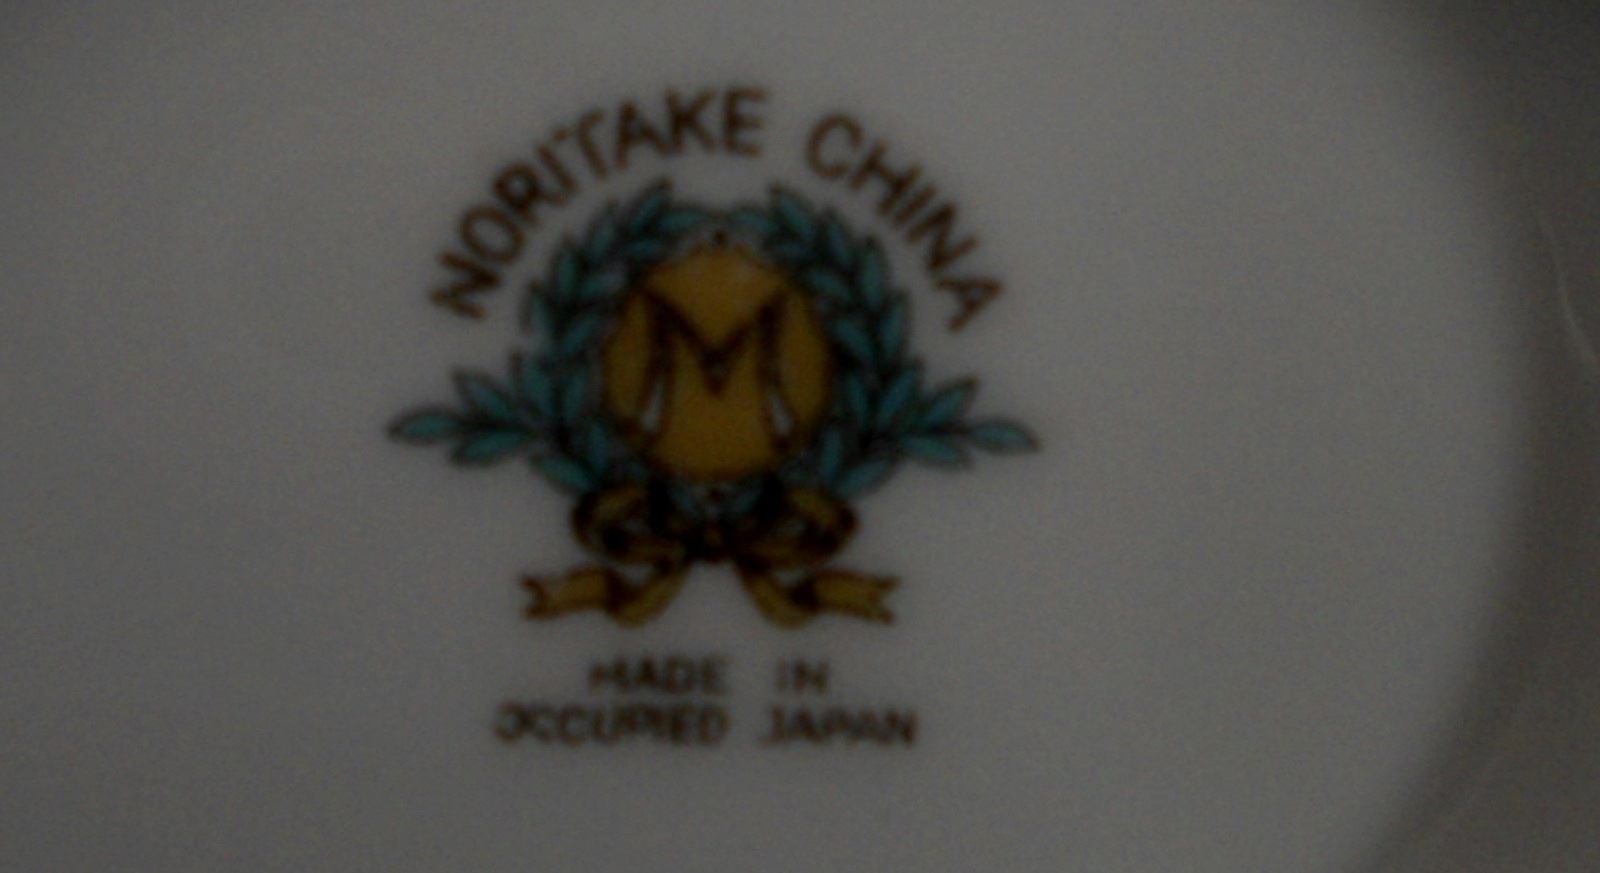 NORITAKE CHINA
M
MADE IN
OCCUPIED JAPAN